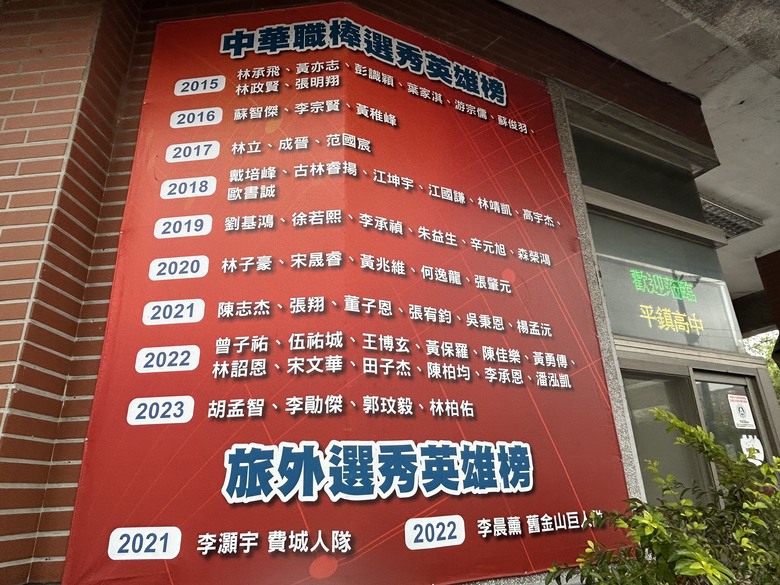 中華職棒選秀英雄榜
2015 林承飛、黃亦志、彭識穎、葉家淇、游宗儒、蘇俊羽、
林政賢、張明翔
2016 蘇智傑、李宗賢、黃稚峰
2017 林立、成晉、范國宸
2018 戴培峰、古林睿煬、江坤宇、江國謙、林靖凱、高宇杰、
歐書誠
2019 劉基鴻、徐若熙、李承禎、朱益生、辛元旭、森榮鴻
2020 林子豪、宋晟睿、黃兆維、何逸龍、張肇元
2021 陳志杰、張翔、董子恩、張宥鈞、吳秉恩、楊孟沅
2022 曾子祐、伍祐城、王博玄、黃保羅、陳佳樂、黃勇傳、
林詔恩、宋文華、田子杰、陳柏均、李承恩、潘泓凱
2023 胡孟智、李勛傑、郭玟毅、林柏佑
旅外選秀英雄榜
2021 李灝宇 費城人隊
2022 李晨薰 舊金山巨人隊
歡迎蒞臨
平鎮高中